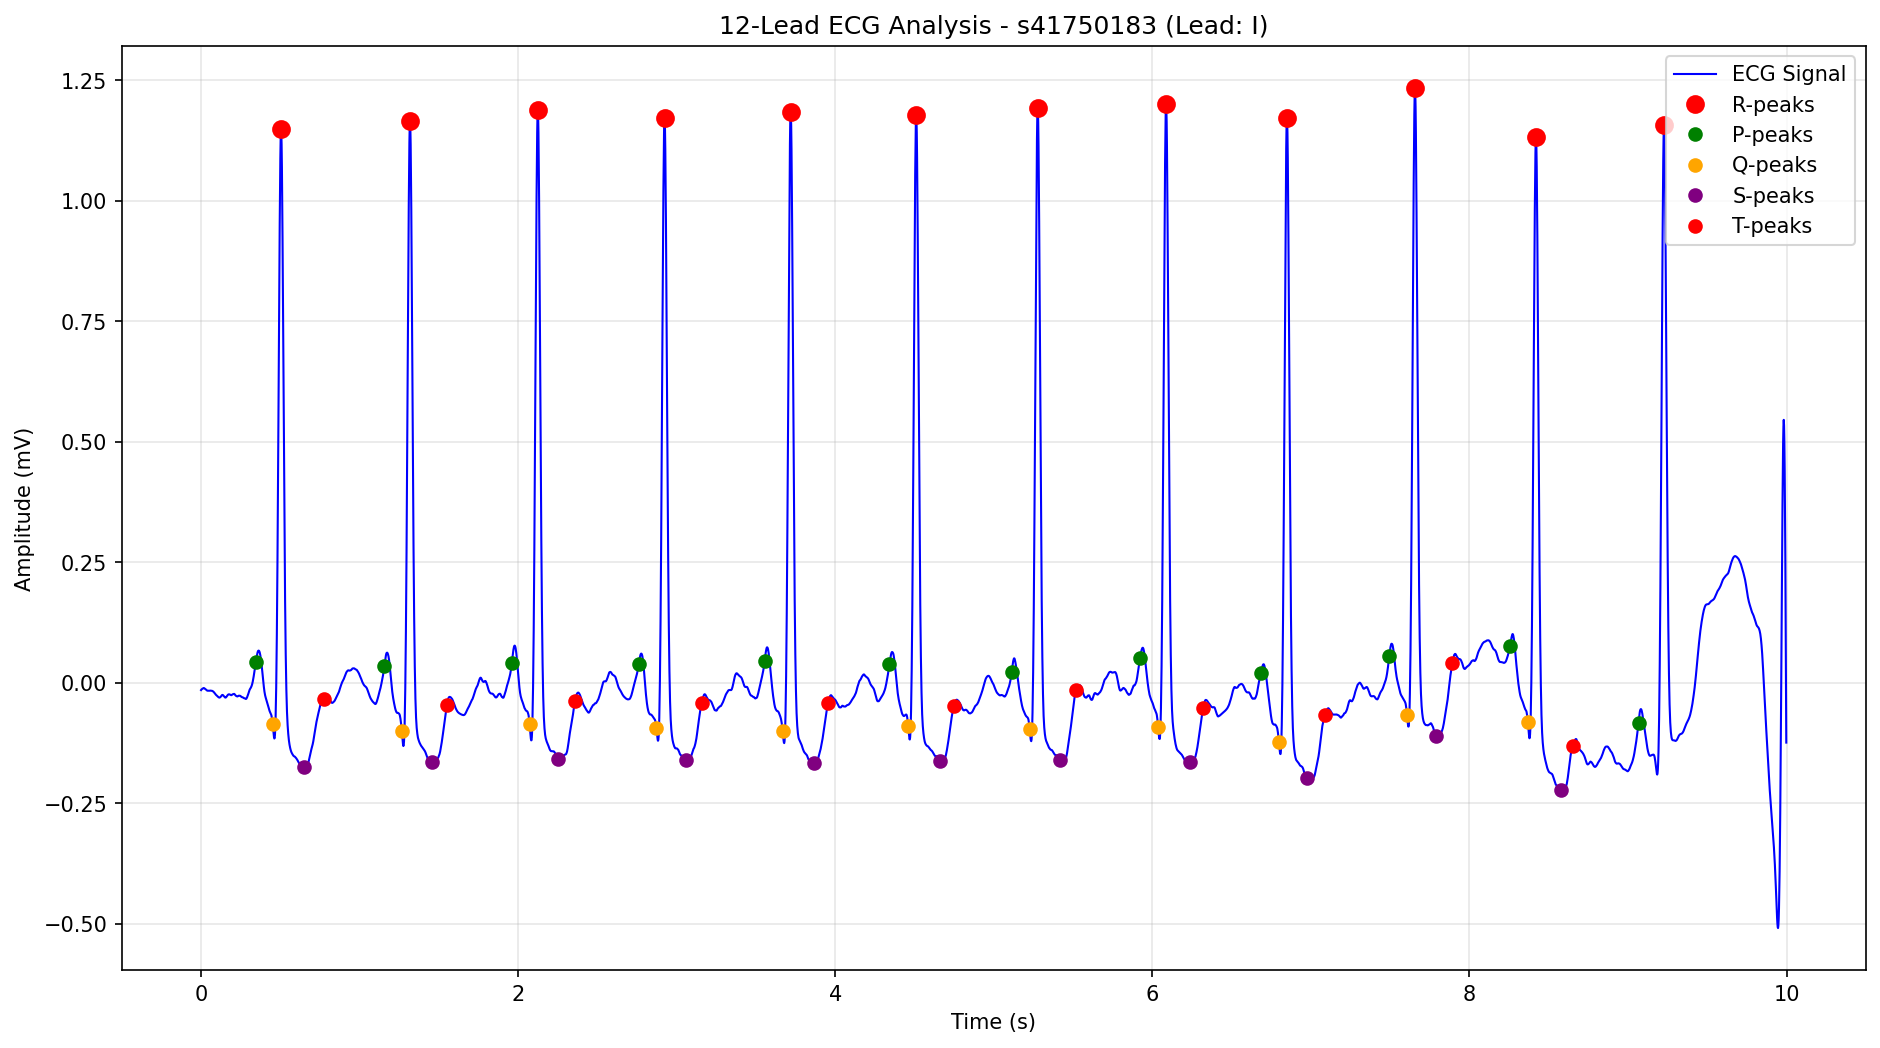 12-Lead ECG Analysis - s41750183 (Lead: I)
1.25
1.00
0.75
0.50
0.25
0.00
−0.25
−0.50
Amplitude (mV)
0
2
4
6
8
10
Time (s)
ECG Signal
R-peaks
P-peaks
Q-peaks
S-peaks
T-peaks